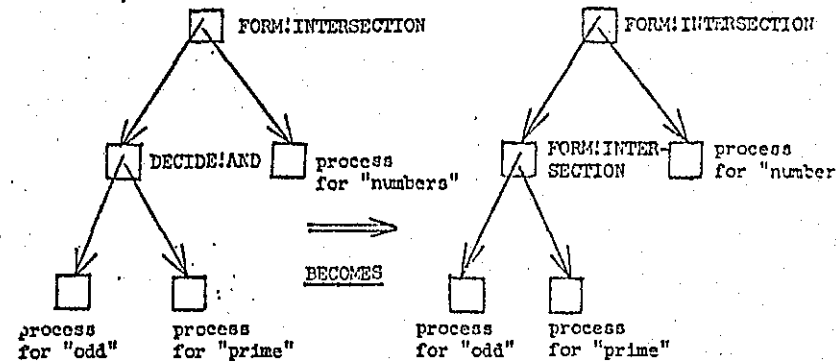 FORM!INTERSECTION
DECIDE!AND
process
for "numbers"
BECOMES
process
for "odd"
process
for "prime"
FORM!INTERSECTION
FORM!INTER-
SECTION
process
for "number
process
for "odd"
process
for "prime"